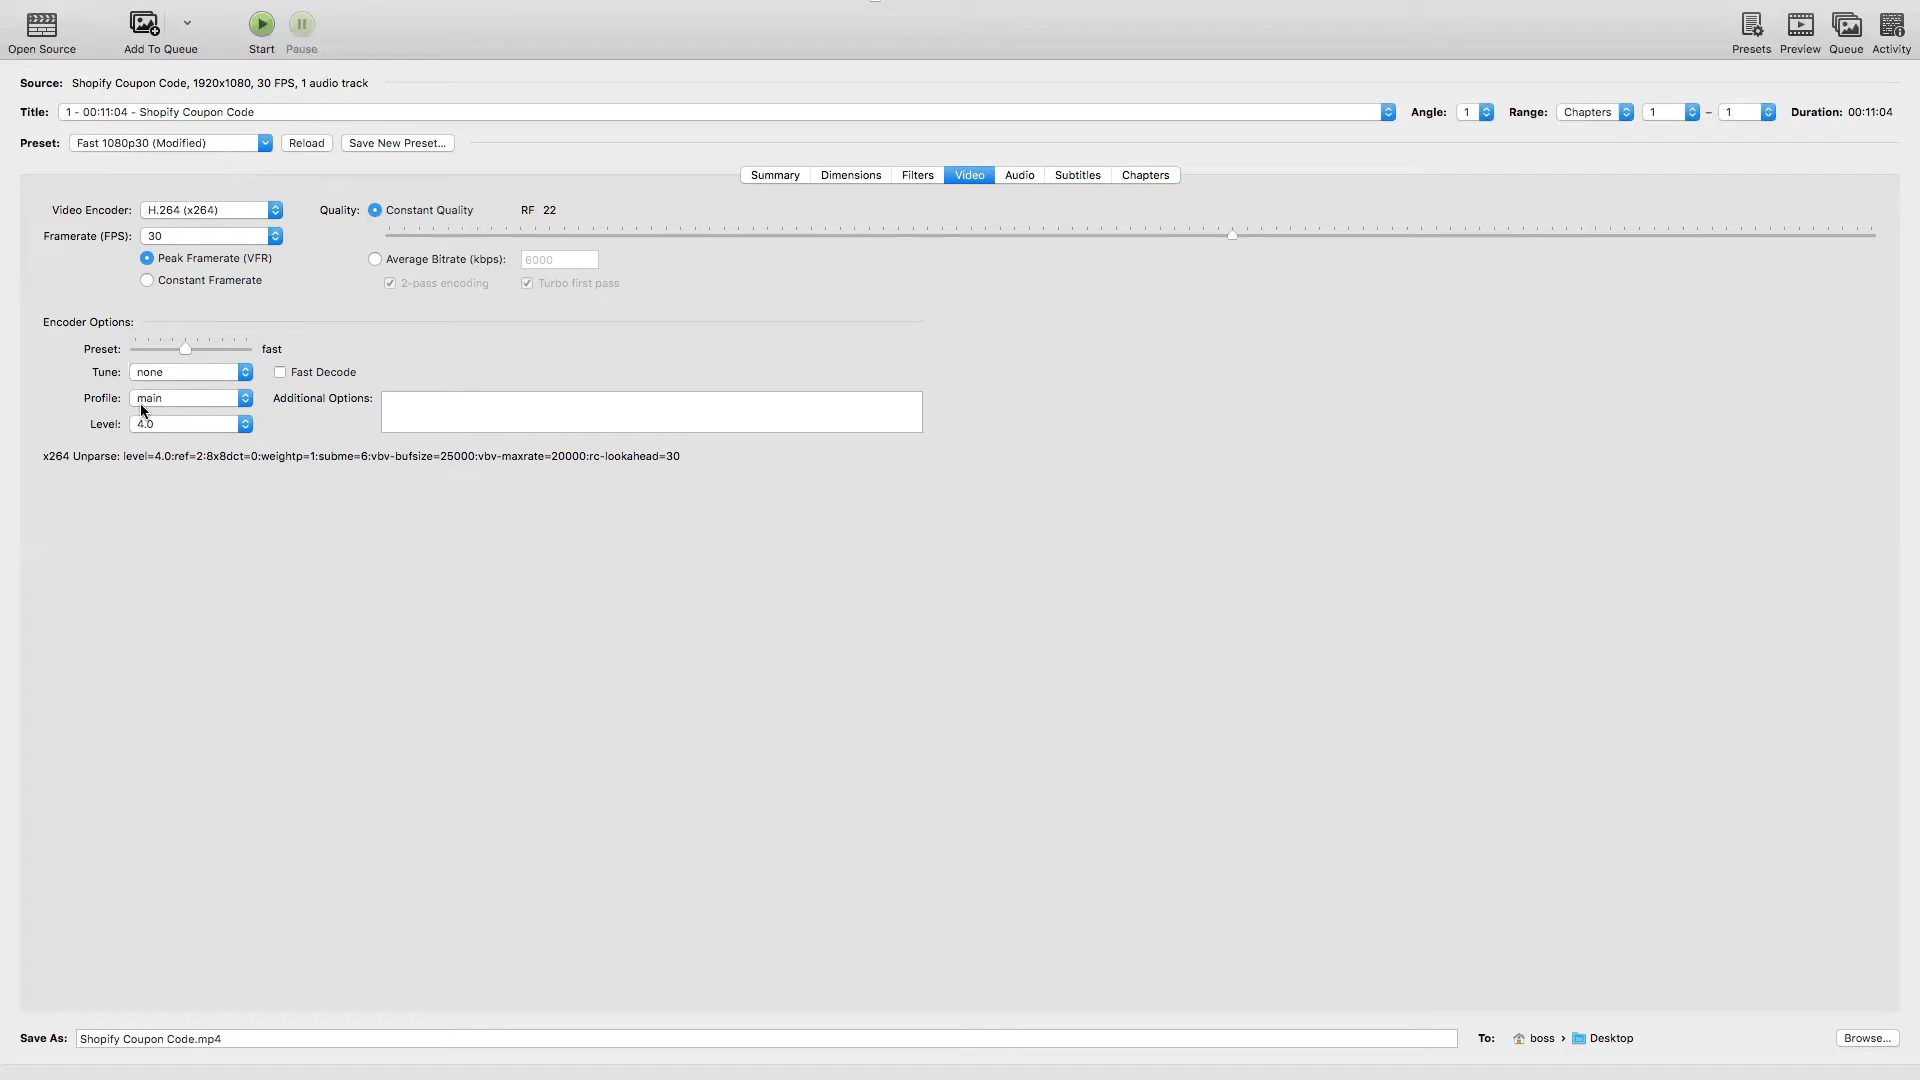 Open Source
Add To Queue
Start
Pause
Presets
Preview
Queue
Activity
Source: Shopify Coupon Code, 1920x1080, 30 FPS, 1 audio track
Title: 1 - 00:11:04 - Shopify Coupon Code
Angle: 1
Range: Chapters 1 – 1
Duration: 00:11:04
Preset: Fast 1080p30 (Modified)
Reload
Save New Preset...
Summary
Dimensions
Filters
Video
Audio
Subtitles
Chapters
Video Encoder: H.264 (x264)
Quality: Constant Quality
RF 22
Framerate (FPS): 30
Peak Framerate (VFR)
Average Bitrate (kbps): 6000
Constant Framerate
2-pass encoding
Turbo first pass
Encoder Options:
Preset: fast
Tune: none
Fast Decode
Profile: main
Additional Options:
Level: 4.0
x264 Unparse: level=4.0:ref=2:8x8dct=0:weightp=1:subme=6:vbv-bufsize=25000:vbv-maxrate=20000:rc-lookahead=30
Save As: Shopify Coupon Code.mp4
To: boss › Desktop
Browse...